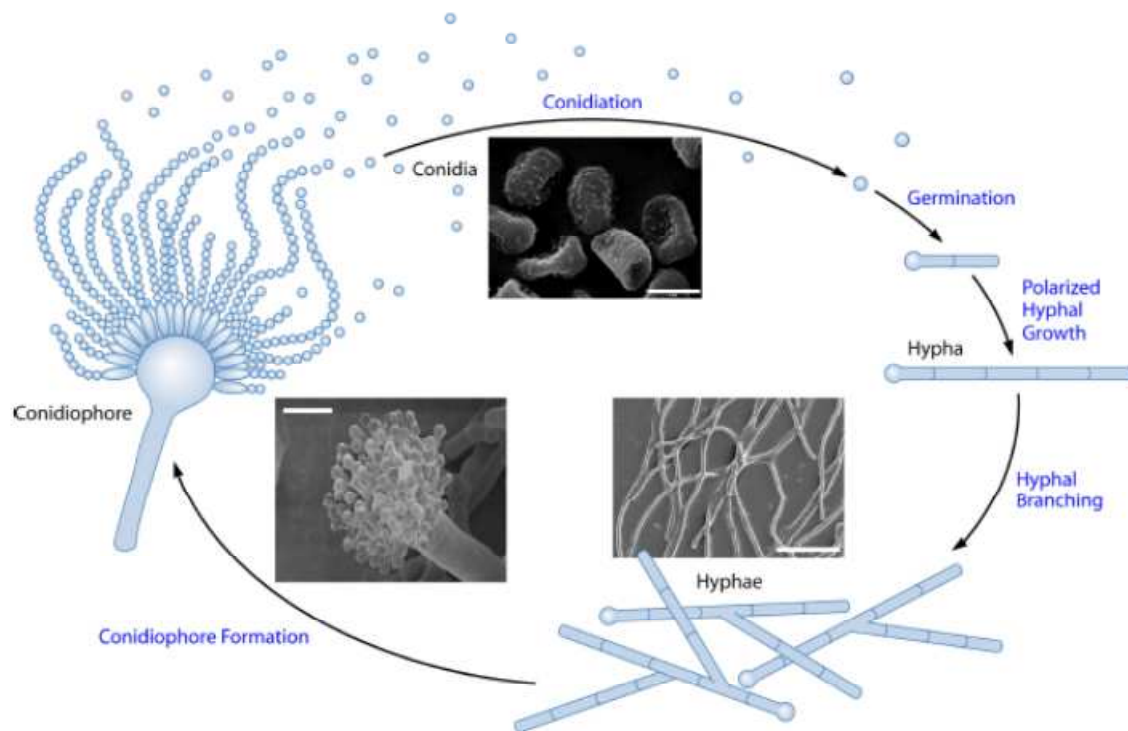 Conidiation
Conidia
Germination
Polarized
Hyphal
Growth
Hypha
Conidiophore
Hyphal
Branching
Hyphae
Conidiophore Formation